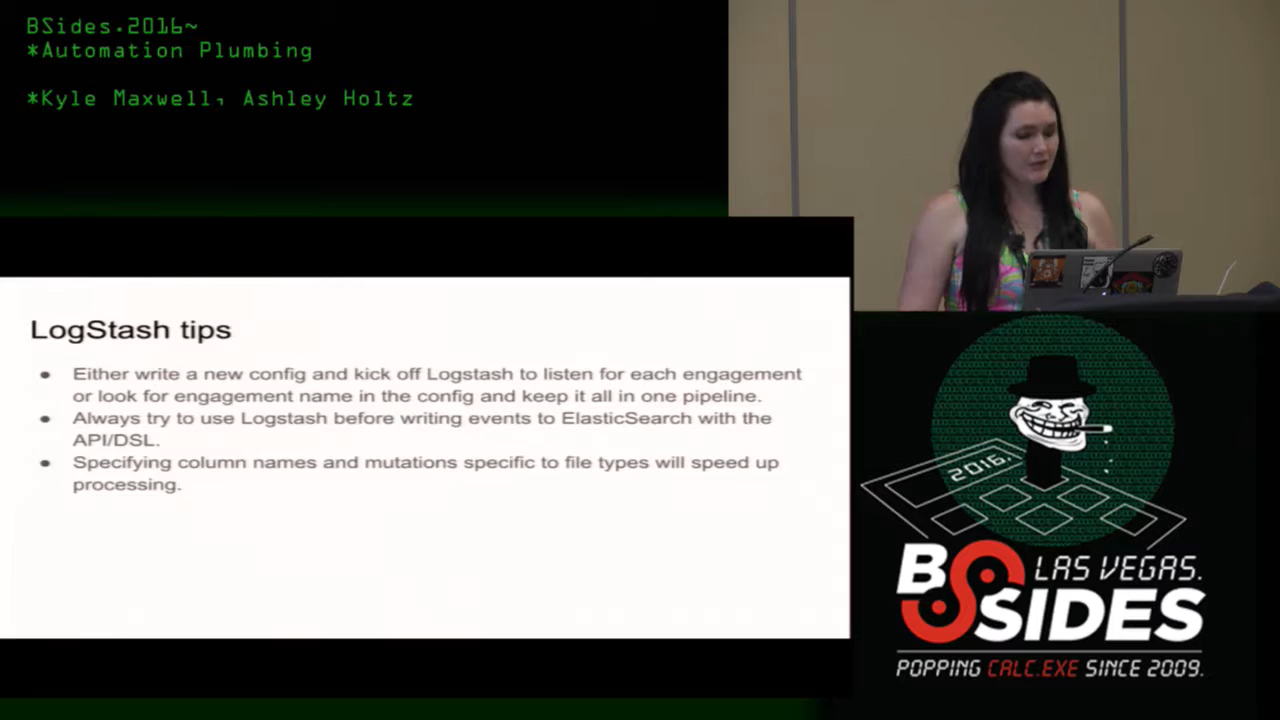 BSides.2016~
*Automation Plumbing
*Kyle Maxwell, Ashley Holtz
LogStash tips
● Either write a new config and kick off Logstash to listen for each engagement
or look for engagement name in the config and keep it all in one pipeline.
● Always try to use Logstash before writing events to ElasticSearch with the
API/DSL.
● Specifying column names and mutations specific to file types will speed up
processing.
2016.
BSIDES
LAS VEGAS.
POPPING CALC.EXE SINCE 2009.